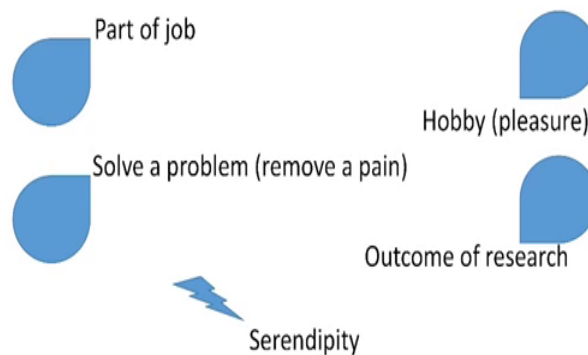 Part of job
Hobby (pleasure)
Solve a problem (remove a pain)
Outcome of research
Serendipity